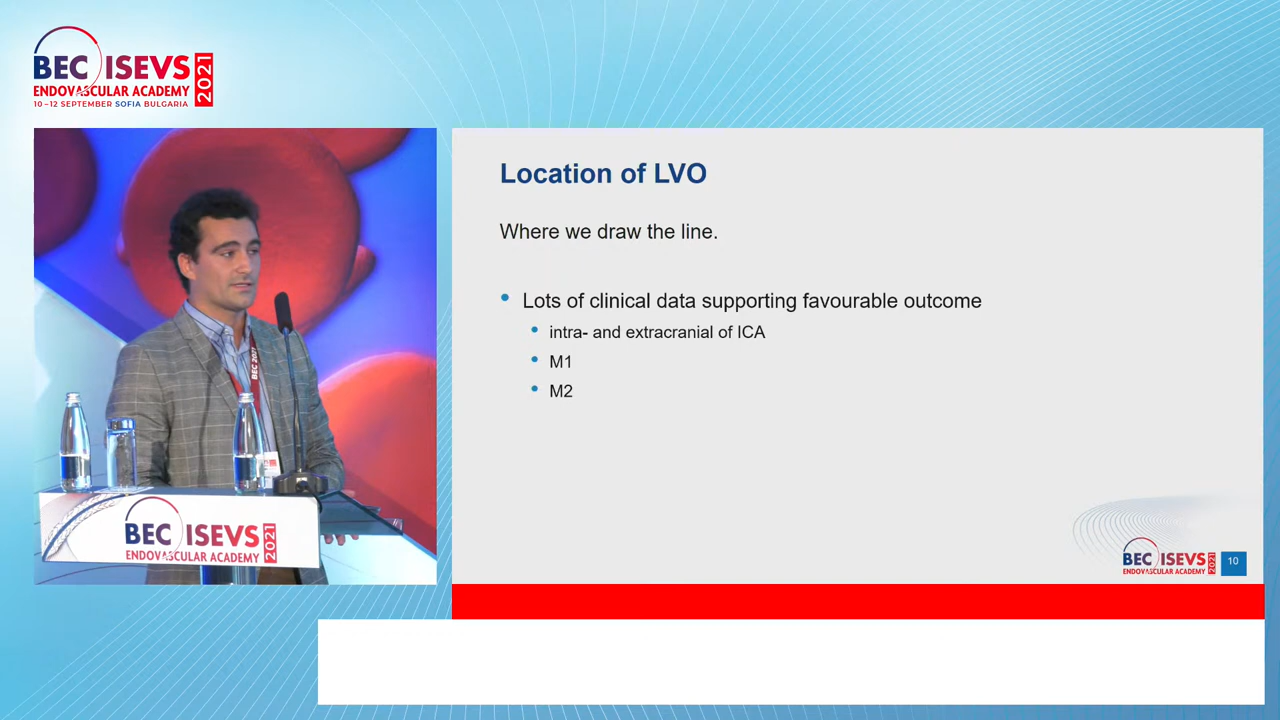 BEC ISEVS 2021
ENDOVASCULAR ACADEMY
10–12 SEPTEMBER SOFIA BULGARIA
BEC 2021
BEC ISEVS 2021
ENDOVASCULAR ACADEMY
Location of LVO
Where we draw the line.
• Lots of clinical data supporting favourable outcome
• intra- and extracranial of ICA
• M1
• M2
BEC ISEVS 2021
ENDOVASCULAR ACADEMY
10